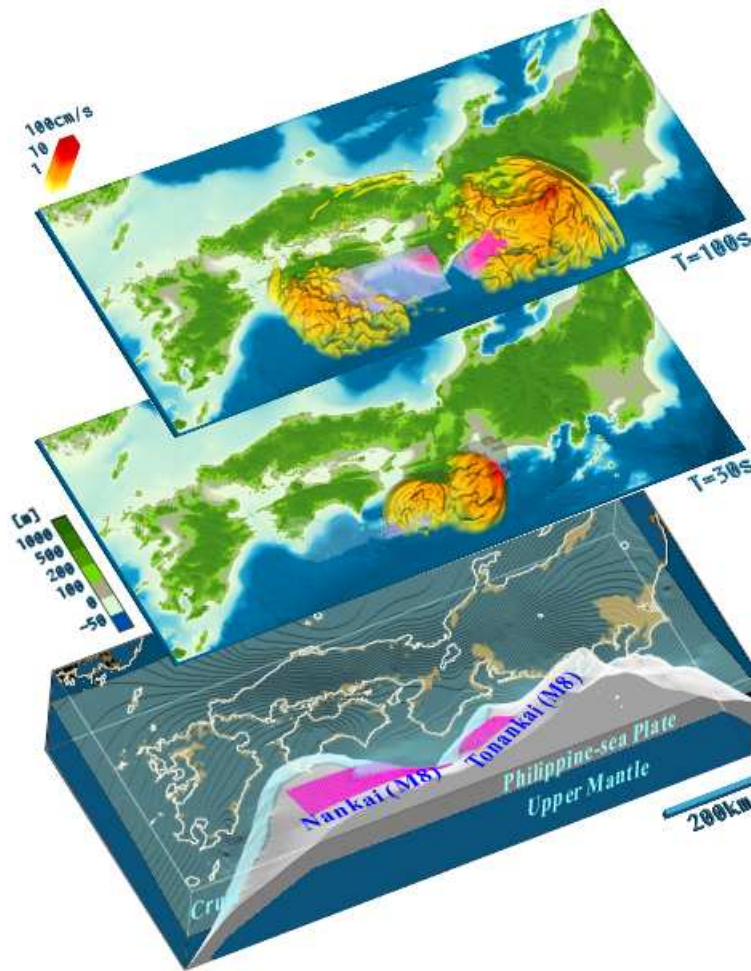 100cm/s
10
1
T=100s
T=30s
[m]
1000
500
200
100
0
-50
Nankai (M8)
Tonankai (M8)
Philippine-sea Plate
Upper Mantle
200km